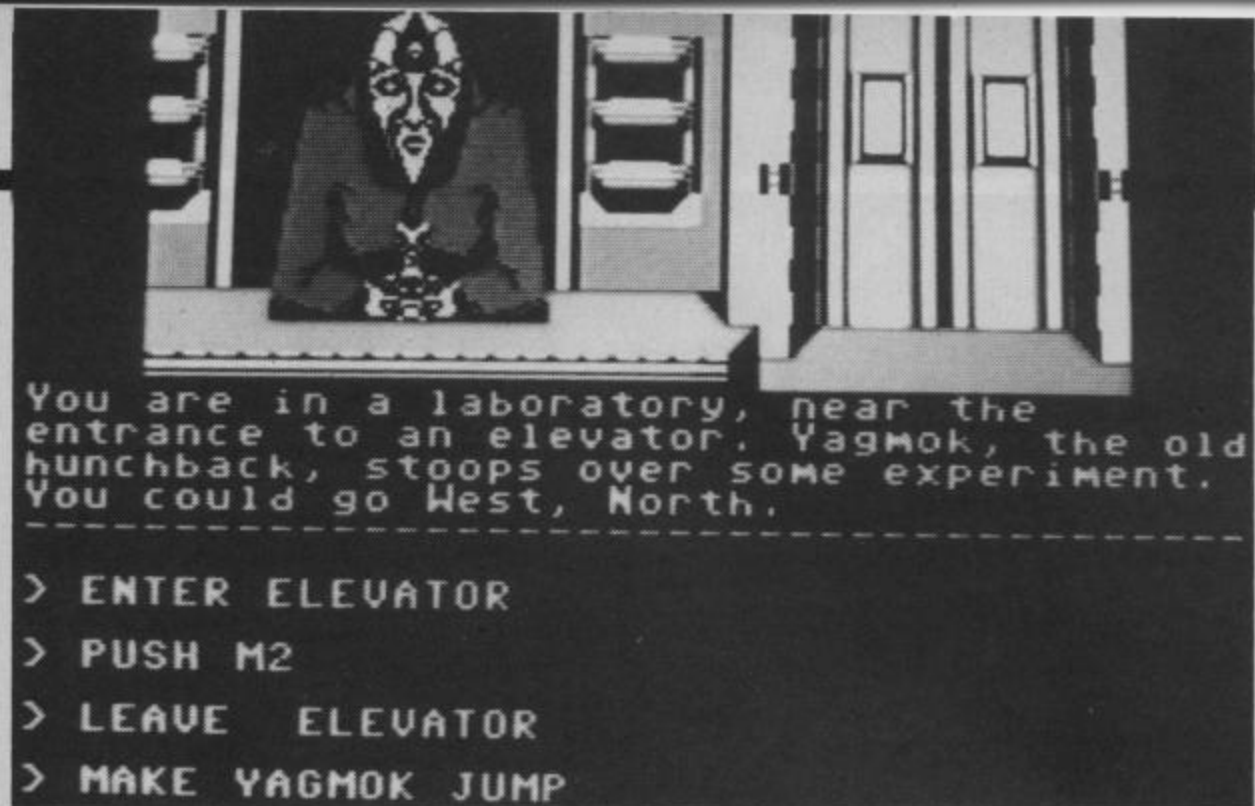 You are in a laboratory, near the
entrance to an elevator. Yagmok, the old
hunchback, stoops over some experiment.
You could go West, North.
> ENTER ELEVATOR
> PUSH M2
> LEAVE  ELEVATOR
> MAKE YAGMOK JUMP